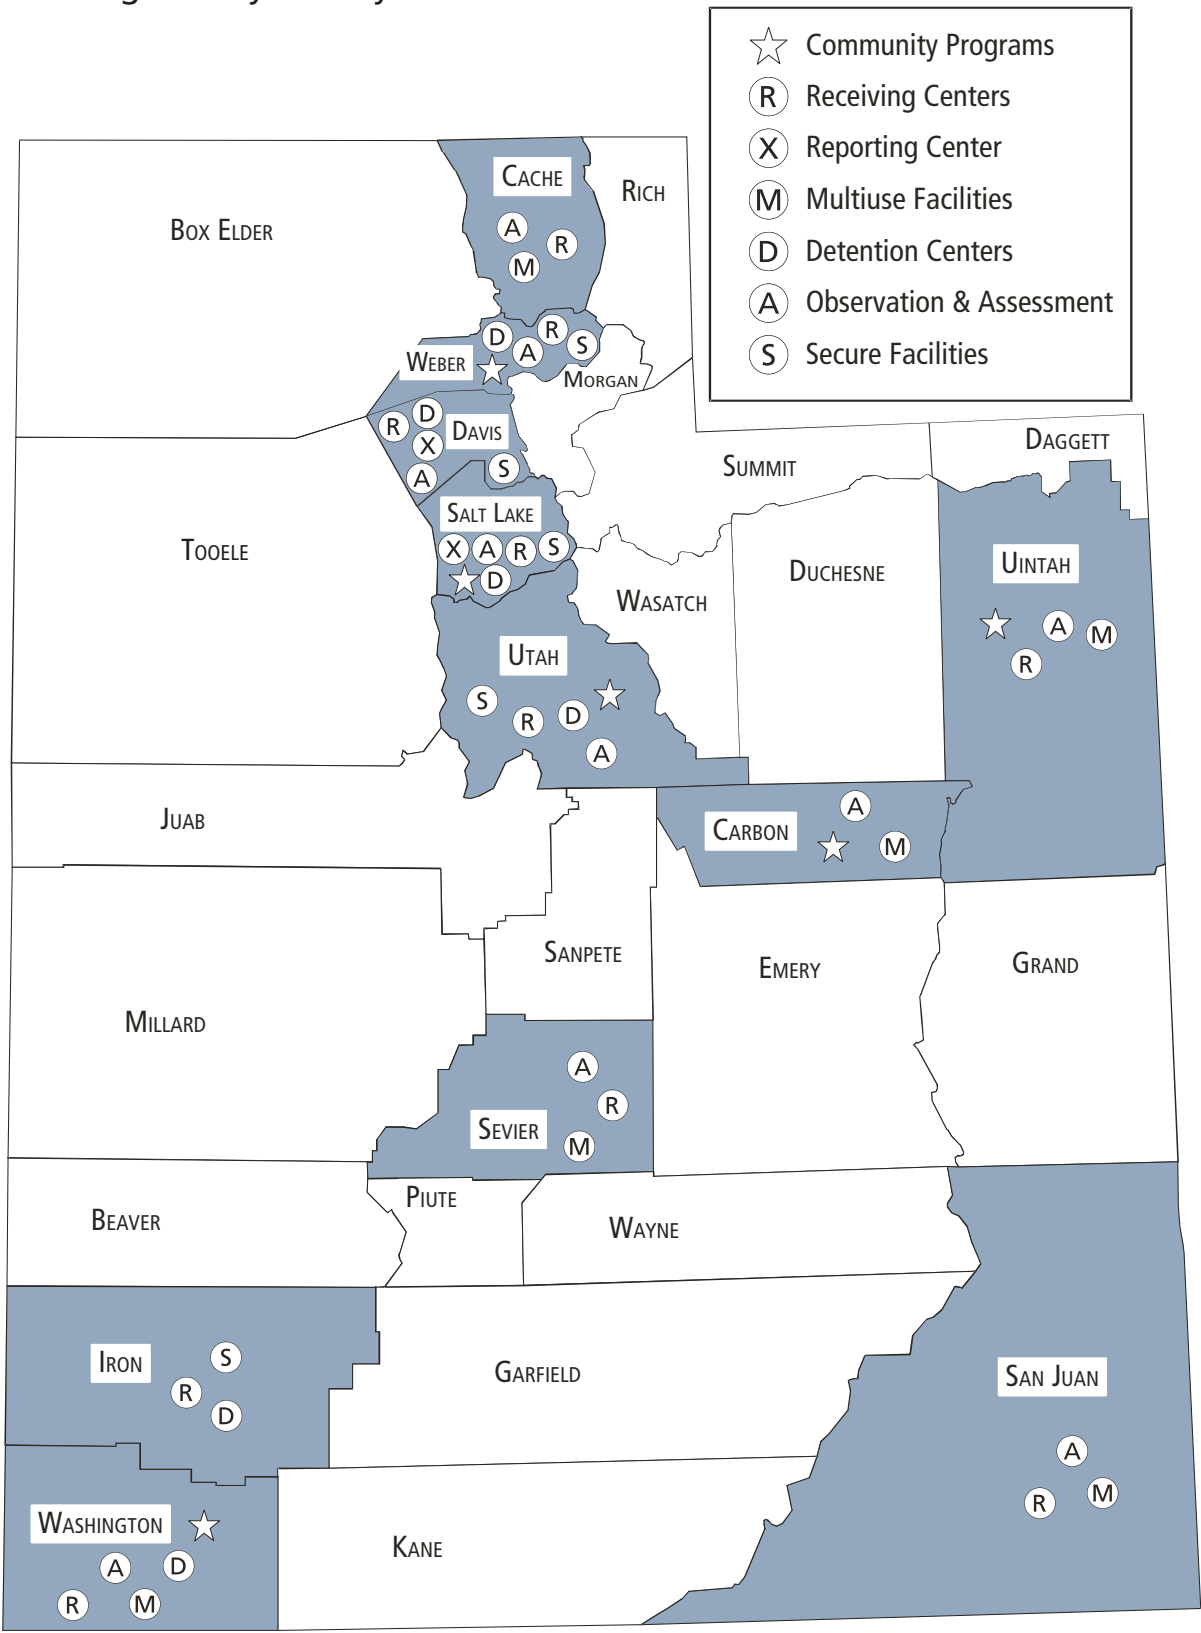 Community Programs
R Receiving Centers
X Reporting Center
M Multiuse Facilities
D Detention Centers
A Observation & Assessment
S Secure Facilities
CACHE
RICH
BOX ELDER
A
R
M
D
R
A
S
WEBER
MORGAN
R
D
DAVIS
X
A
S
DAGGETT
SUMMIT
SALT LAKE
X A R S
D
TOOELE
UINTAH
DUCHESNE
WASATCH
A
M
R
UTAH
S
R
D
A
JUAB
CARBON
A
M
SANPETE
EMERY
GRAND
MILLARD
A
R
SEVIER
M
PIUTE
BEAVER
WAYNE
IRON
S
R
D
GARFIELD
SAN JUAN
A
R
M
WASHINGTON
A
D
R
M
KANE